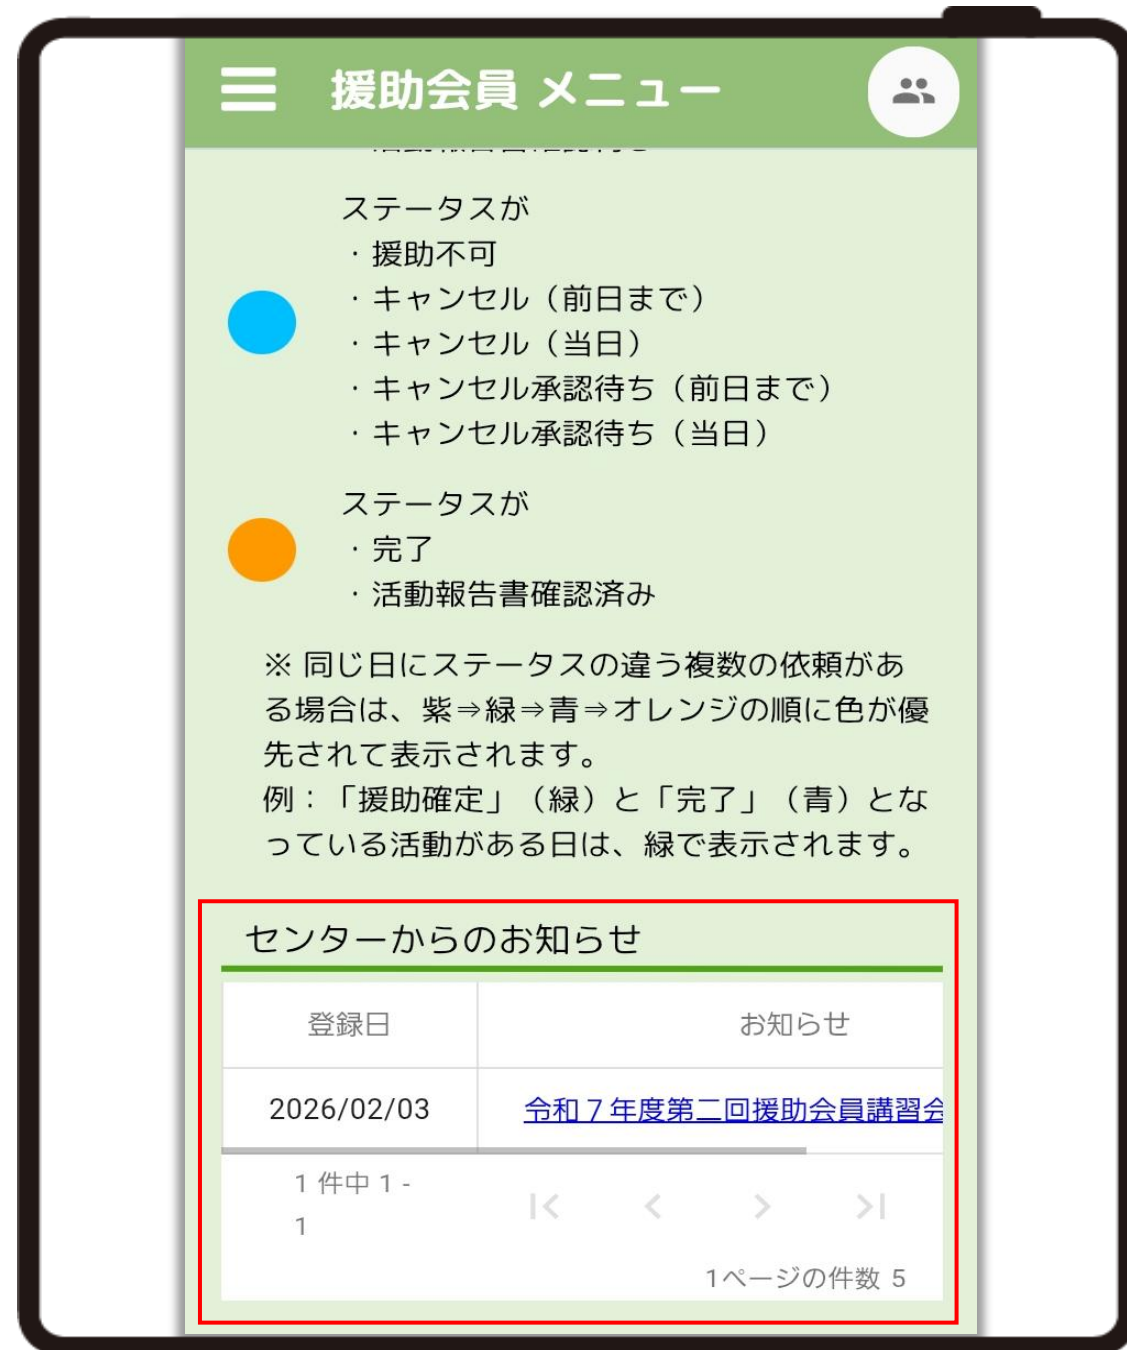 援助会員 メニュー
ステータスが
・援助不可
・キャンセル（前日まで）
・キャンセル（当日）
・キャンセル承認待ち（前日まで）
・キャンセル承認待ち（当日）
ステータスが
・完了
・活動報告書確認済み
※ 同じ日にステータスの違う複数の依頼があ
る場合は、紫⇒緑⇒青⇒オレンジの順に色が優
先されて表示されます。
例：「援助確定」（緑）と「完了」（青）とな
っている活動がある日は、緑で表示されます。
センターからのお知らせ
登録日 お知らせ
2026/02/03 令和７年度第二回援助会員講習会
1 件中 1 -
1
1ページの件数 5